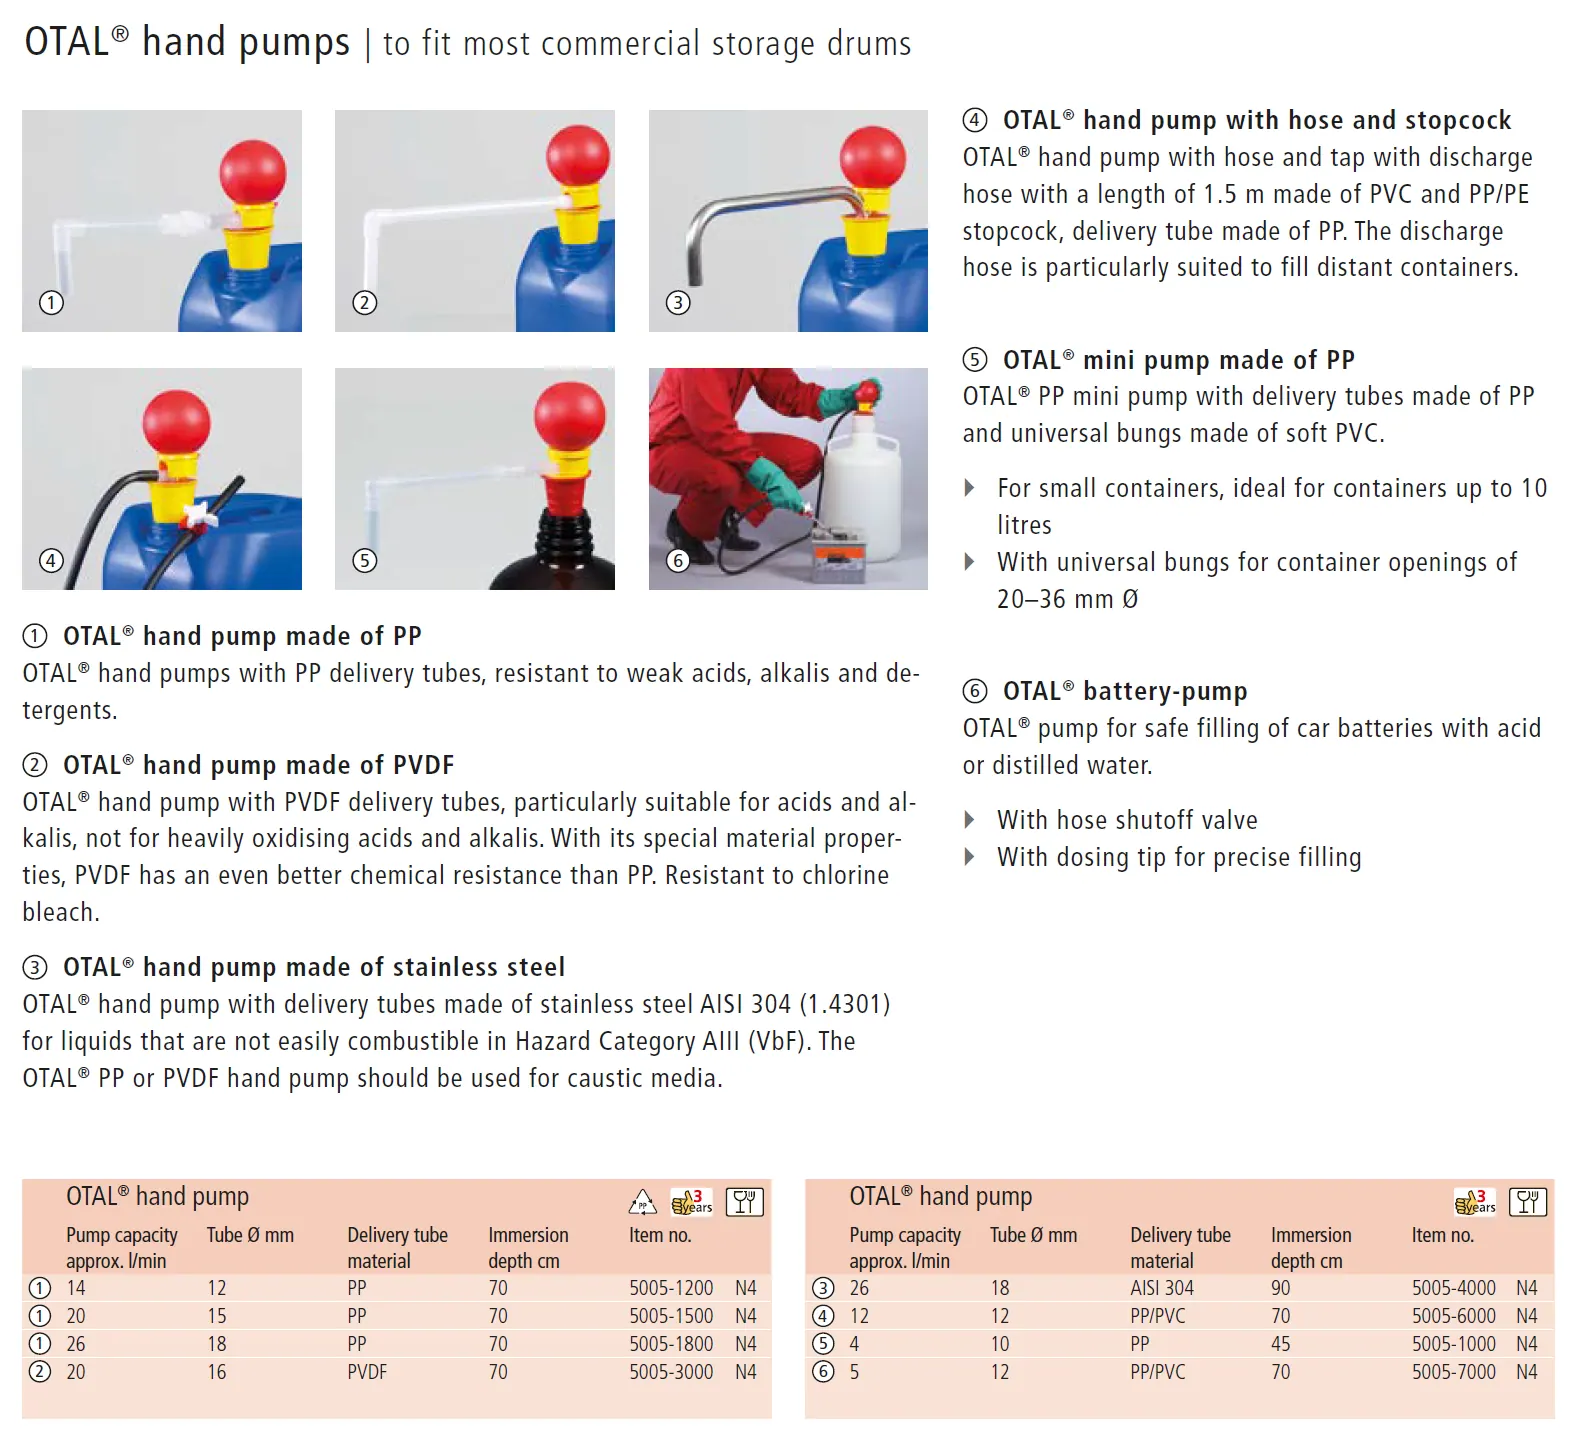 OTAL® hand pumps | to fit most commercial storage drums
1
2
3
4
5
6
① OTAL® hand pump made of PP
OTAL® hand pumps with PP delivery tubes, resistant to weak acids, alkalis and de-
tergents.
② OTAL® hand pump made of PVDF
OTAL® hand pump with PVDF delivery tubes, particularly suitable for acids and al-
kalis, not for heavily oxidising acids and alkalis. With its special material proper-
ties, PVDF has an even better chemical resistance than PP. Resistant to chlorine
bleach.
③ OTAL® hand pump made of stainless steel
OTAL® hand pump with delivery tubes made of stainless steel AISI 304 (1.4301)
for liquids that are not easily combustible in Hazard Category AIII (VbF). The
OTAL® PP or PVDF hand pump should be used for caustic media.
④ OTAL® hand pump with hose and stopcock
OTAL® hand pump with hose and tap with discharge
hose with a length of 1.5 m made of PVC and PP/PE
stopcock, delivery tube made of PP. The discharge
hose is particularly suited to fill distant containers.
⑤ OTAL® mini pump made of PP
OTAL® PP mini pump with delivery tubes made of PP
and universal bungs made of soft PVC.
For small containers, ideal for containers up to 10
litres
With universal bungs for container openings of
20–36 mm Ø
⑥ OTAL® battery-pump
OTAL® pump for safe filling of car batteries with acid
or distilled water.
With hose shutoff valve
With dosing tip for precise filling
OTAL® hand pump PP 3 years
Pump capacity Tube Ø mm Delivery tube Immersion Item no.
approx. l/min material depth cm
① 14 12 PP 70 5005-1200 N4
① 20 15 PP 70 5005-1500 N4
① 26 18 PP 70 5005-1800 N4
② 20 16 PVDF 70 5005-3000 N4
OTAL® hand pump 3 years
Pump capacity Tube Ø mm Delivery tube Immersion Item no.
approx. l/min material depth cm
③ 26 18 AISI 304 90 5005-4000 N4
④ 12 12 PP/PVC 70 5005-6000 N4
⑤ 4 10 PP 45 5005-1000 N4
⑥ 5 12 PP/PVC 70 5005-7000 N4